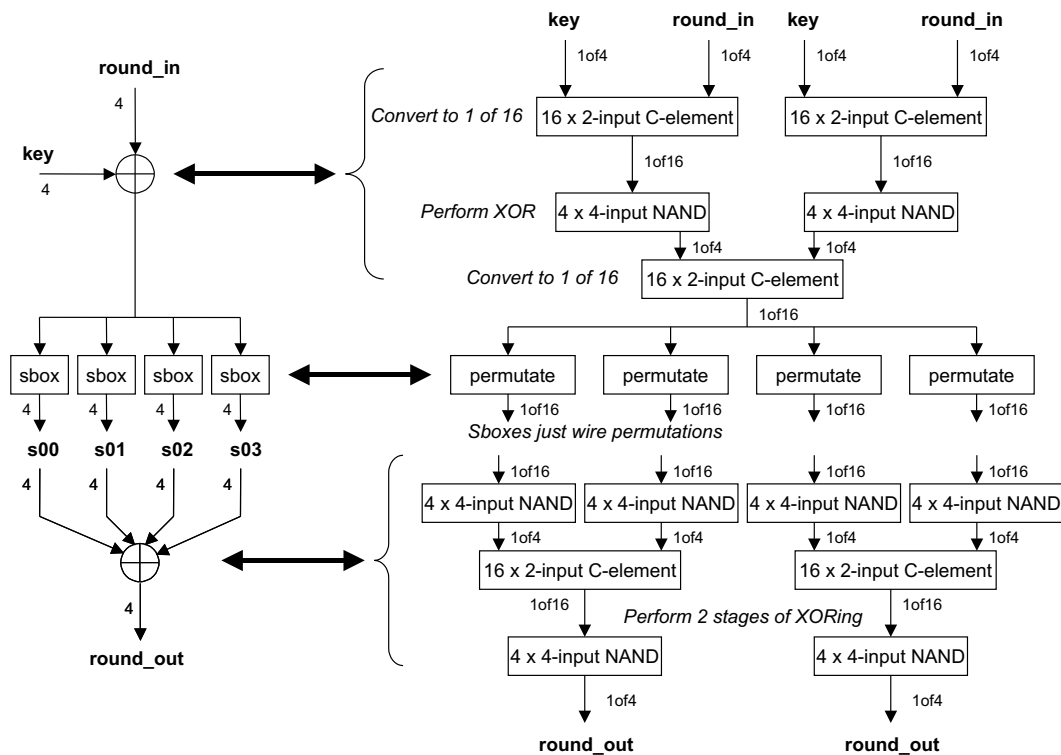 key round_in key round_in
1of4 1of4 1of4 1of4
round_in
4
Convert to 1 of 16 16 x 2-input C-element 16 x 2-input C-element
key
4
1of16 1of16
Perform XOR 4 x 4-input NAND 4 x 4-input NAND
1of4 1of4
Convert to 1 of 16 16 x 2-input C-element
1of16
sbox sbox sbox sbox permutate permutate permutate permutate
4 4 4 4 1of16 1of16 1of16 1of16
Sboxes just wire permutations
s00 s01 s02 s03
4 4 4 4 1of16 1of16 1of16 1of16
4 x 4-input NAND 4 x 4-input NAND 4 x 4-input NAND 4 x 4-input NAND
1of4 1of4 1of4 1of4
16 x 2-input C-element 16 x 2-input C-element
4 1of16 1of16
Perform 2 stages of XORing
round_out 4 x 4-input NAND 4 x 4-input NAND
1of4 1of4
round_out round_out